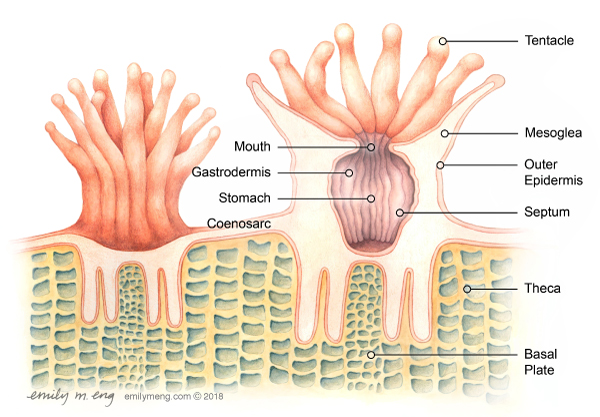 Tentacle
Mesoglea
Mouth
Gastrodermis
Outer
Epidermis
Stomach
Septum
Coenosarc
Theca
Basal
Plate
emily m. eng emilymeng.com © 2018